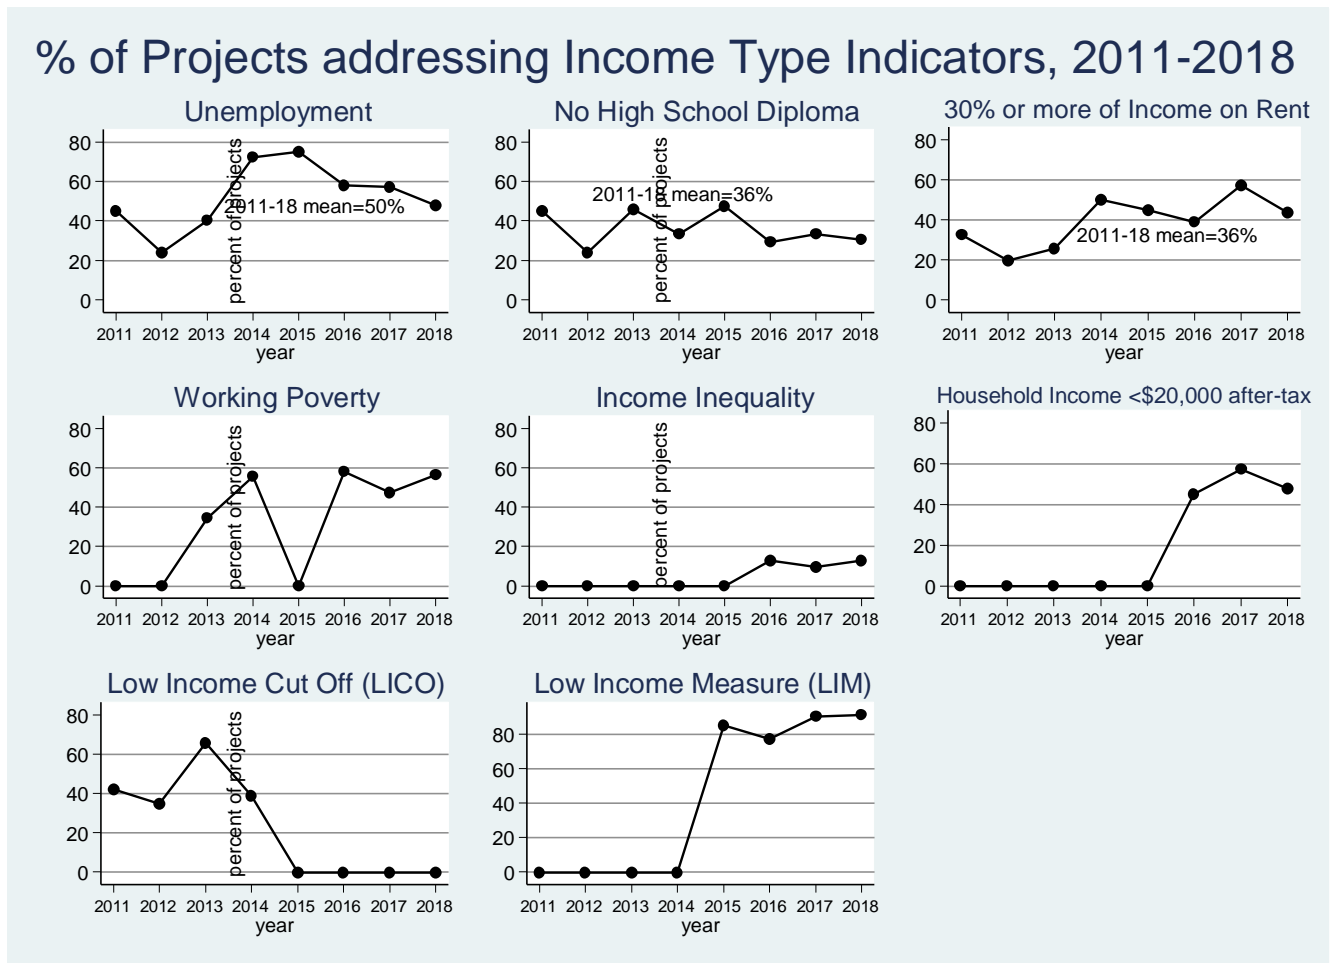 % of Projects addressing Income Type Indicators, 2011-2018
Unemployment
80
60
40
20
0
percent of projects
2011-18 mean=50%
2011 2012 2013 2014 2015 2016 2017 2018
year
No High School Diploma
80
60
40
20
0
percent of projects
2011-18 mean=36%
2011 2012 2013 2014 2015 2016 2017 2018
year
30% or more of Income on Rent
80
60
40
20
0
2011-18 mean=36%
2011 2012 2013 2014 2015 2016 2017 2018
year
Working Poverty
80
60
40
20
0
percent of projects
2011 2012 2013 2014 2015 2016 2017 2018
year
Income Inequality
80
60
40
20
0
percent of projects
2011 2012 2013 2014 2015 2016 2017 2018
year
Household Income <$20,000 after-tax
80
60
40
20
0
2011 2012 2013 2014 2015 2016 2017 2018
year
Low Income Cut Off (LICO)
80
60
40
20
0
percent of projects
2011 2012 2013 2014 2015 2016 2017 2018
year
Low Income Measure (LIM)
80
60
40
20
0
2011 2012 2013 2014 2015 2016 2017 2018
year